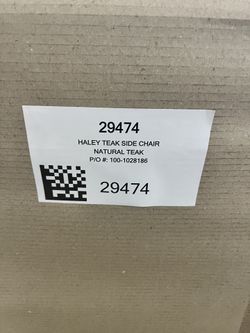 29474
HALEY TEAK SIDE CHAIR
NATURAL TEAK
P/O #: 100-1028186
29474